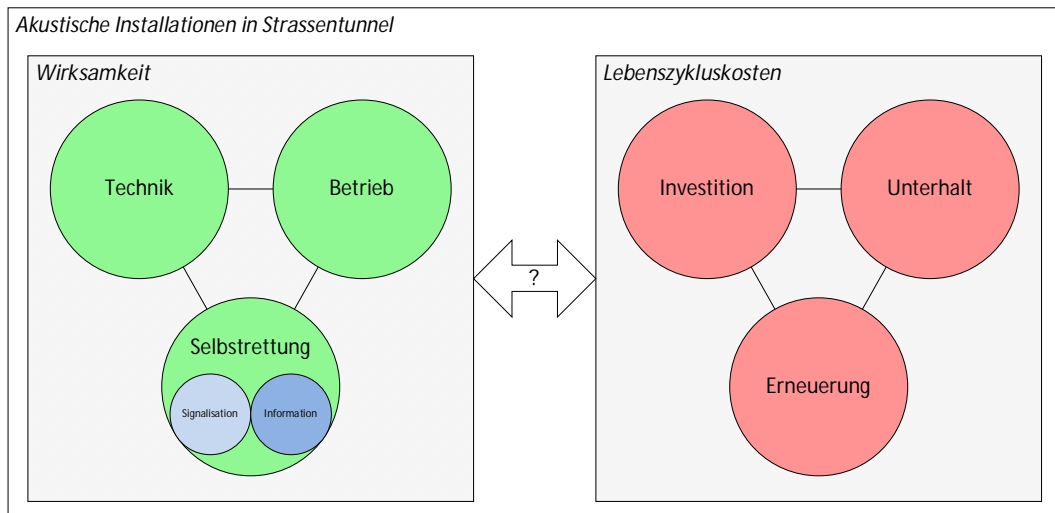 Akustische Installationen in Strassentunnel
Wirksamkeit
Technik
Betrieb
Selbstrettung
Signalisation
Information
?
Lebenszykluskosten
Investition
Unterhalt
Erneuerung